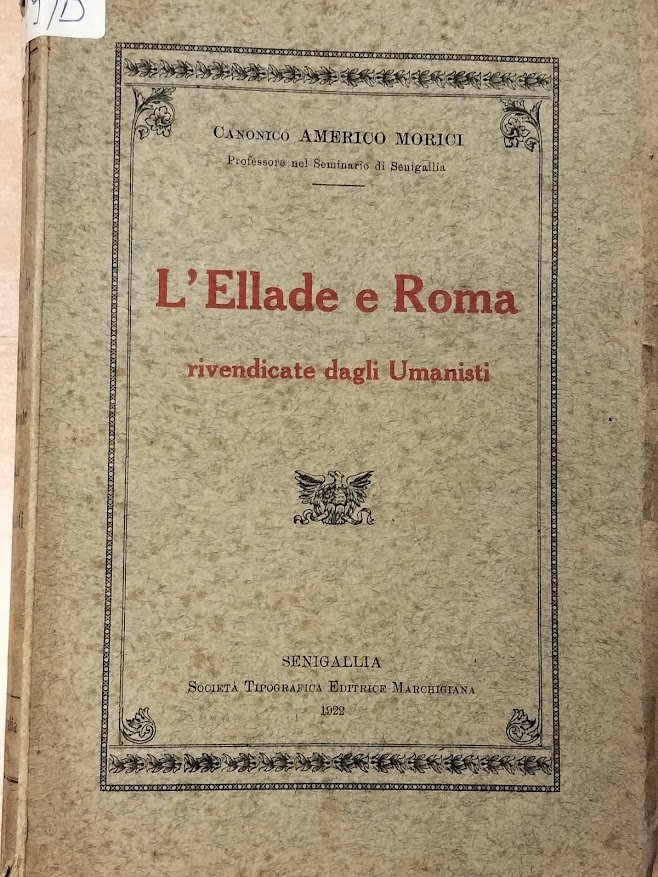 Canonico AMERICO MORICI
Professore nel Seminario di Senigallia
L'Ellade e Roma
rivendicate dagli Umanisti
SENIGALLIA
Società Tipografica Editrice Marchigiana
1922